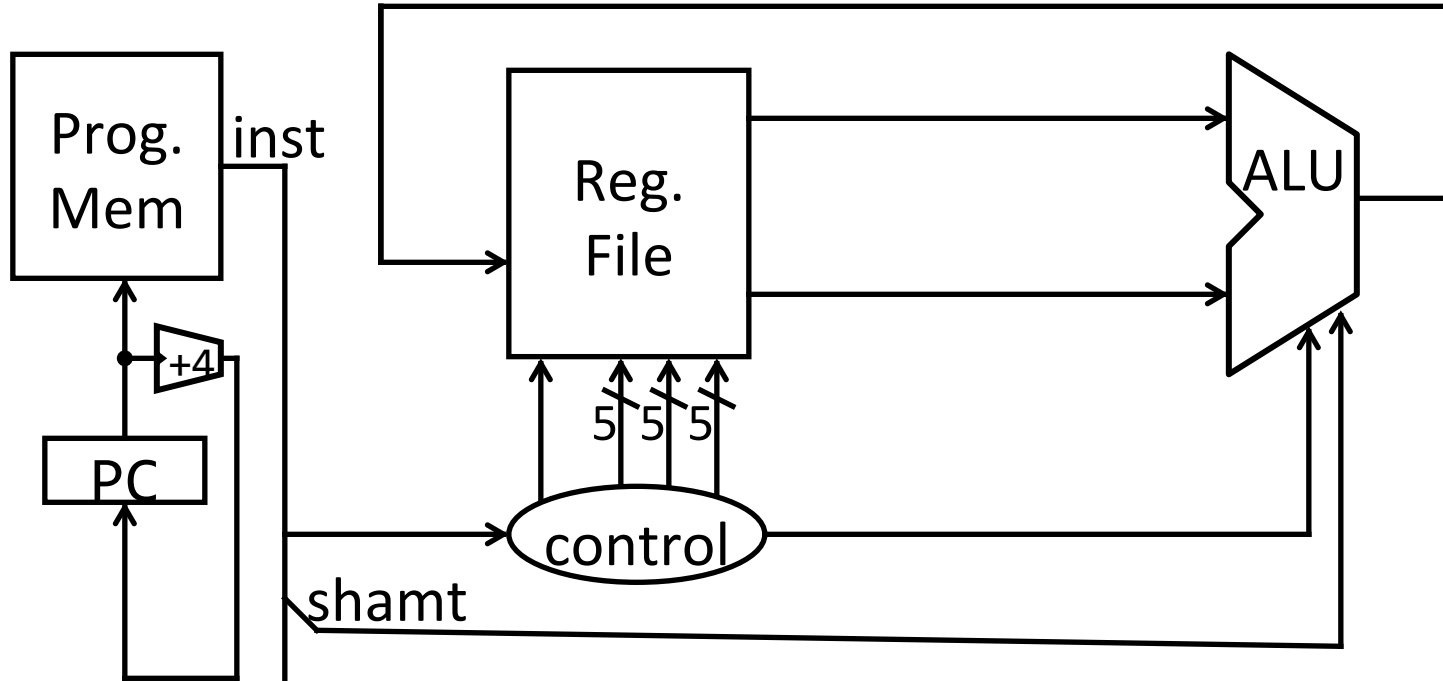 Prog.
Mem
inst
Reg.
File
ALU
+4
5 5 5
PC
control
shamt